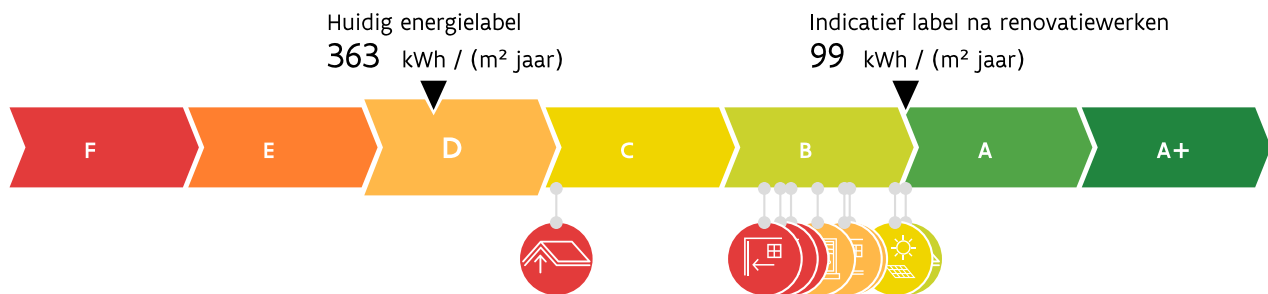 Huidig energielabel
363 kWh / (m² jaar)
Indicatief label na renovatiewerken
99 kWh / (m² jaar)
F E D C B A A+